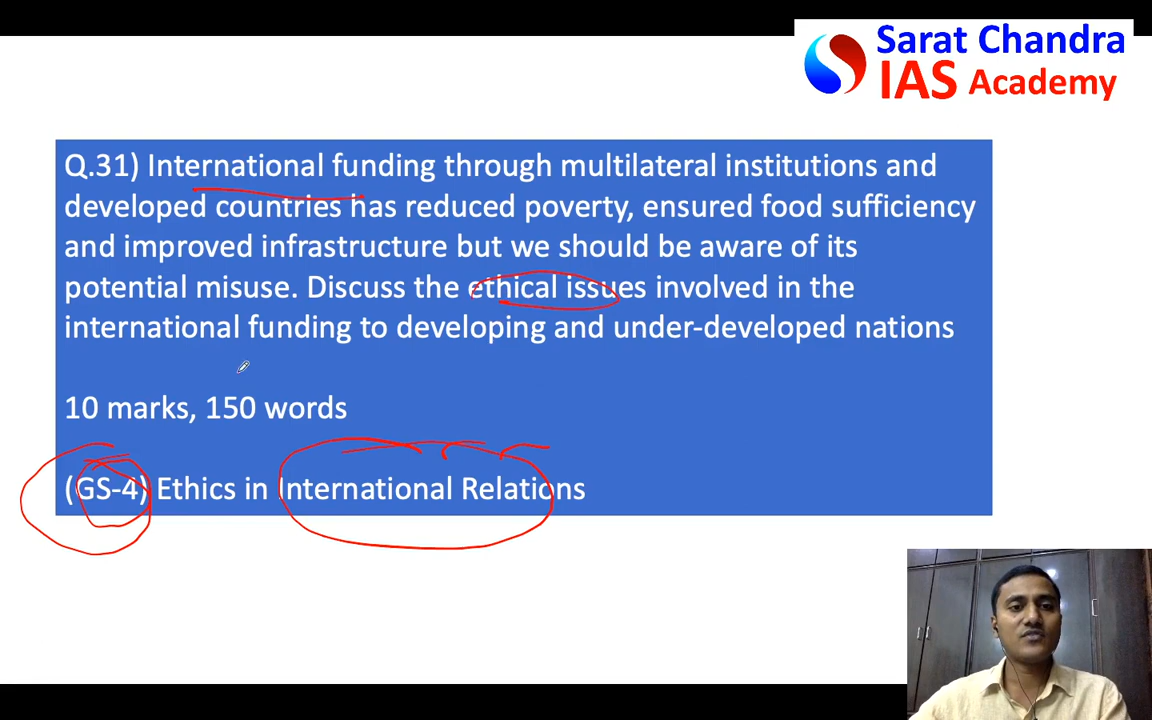 Sarat Chandra
IAS Academy
Q.31) International funding through multilateral institutions and
developed countries has reduced poverty, ensured food sufficiency
and improved infrastructure but we should be aware of its
potential misuse. Discuss the ethical issues involved in the
international funding to developing and under-developed nations
10 marks, 150 words
(GS-4) Ethics in International Relations